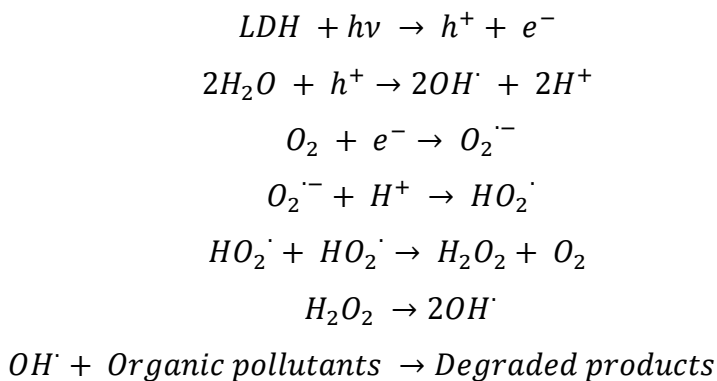 LDH + hν → h⁺ + e⁻
2H₂O + h⁺ → 2OH˙ + 2H⁺
O₂ + e⁻ → O₂˙⁻
O₂˙⁻ + H⁺ → HO₂˙
HO₂˙ + HO₂˙ → H₂O₂ + O₂
H₂O₂ → 2OH˙
OH˙ + Organic pollutants → Degraded products